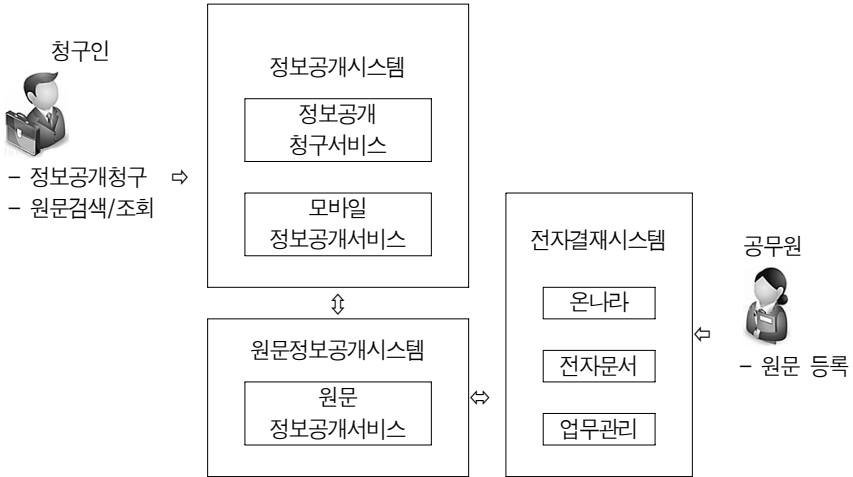 청구인
– 정보공개청구 ⇨
– 원문검색/조회
정보공개시스템
정보공개
청구서비스
모바일
정보공개서비스
⇳
원문정보공개시스템
원문
정보공개서비스
⬄
전자결재시스템
온나라
전자문서
업무관리
⇦
공무원
– 원문 등록